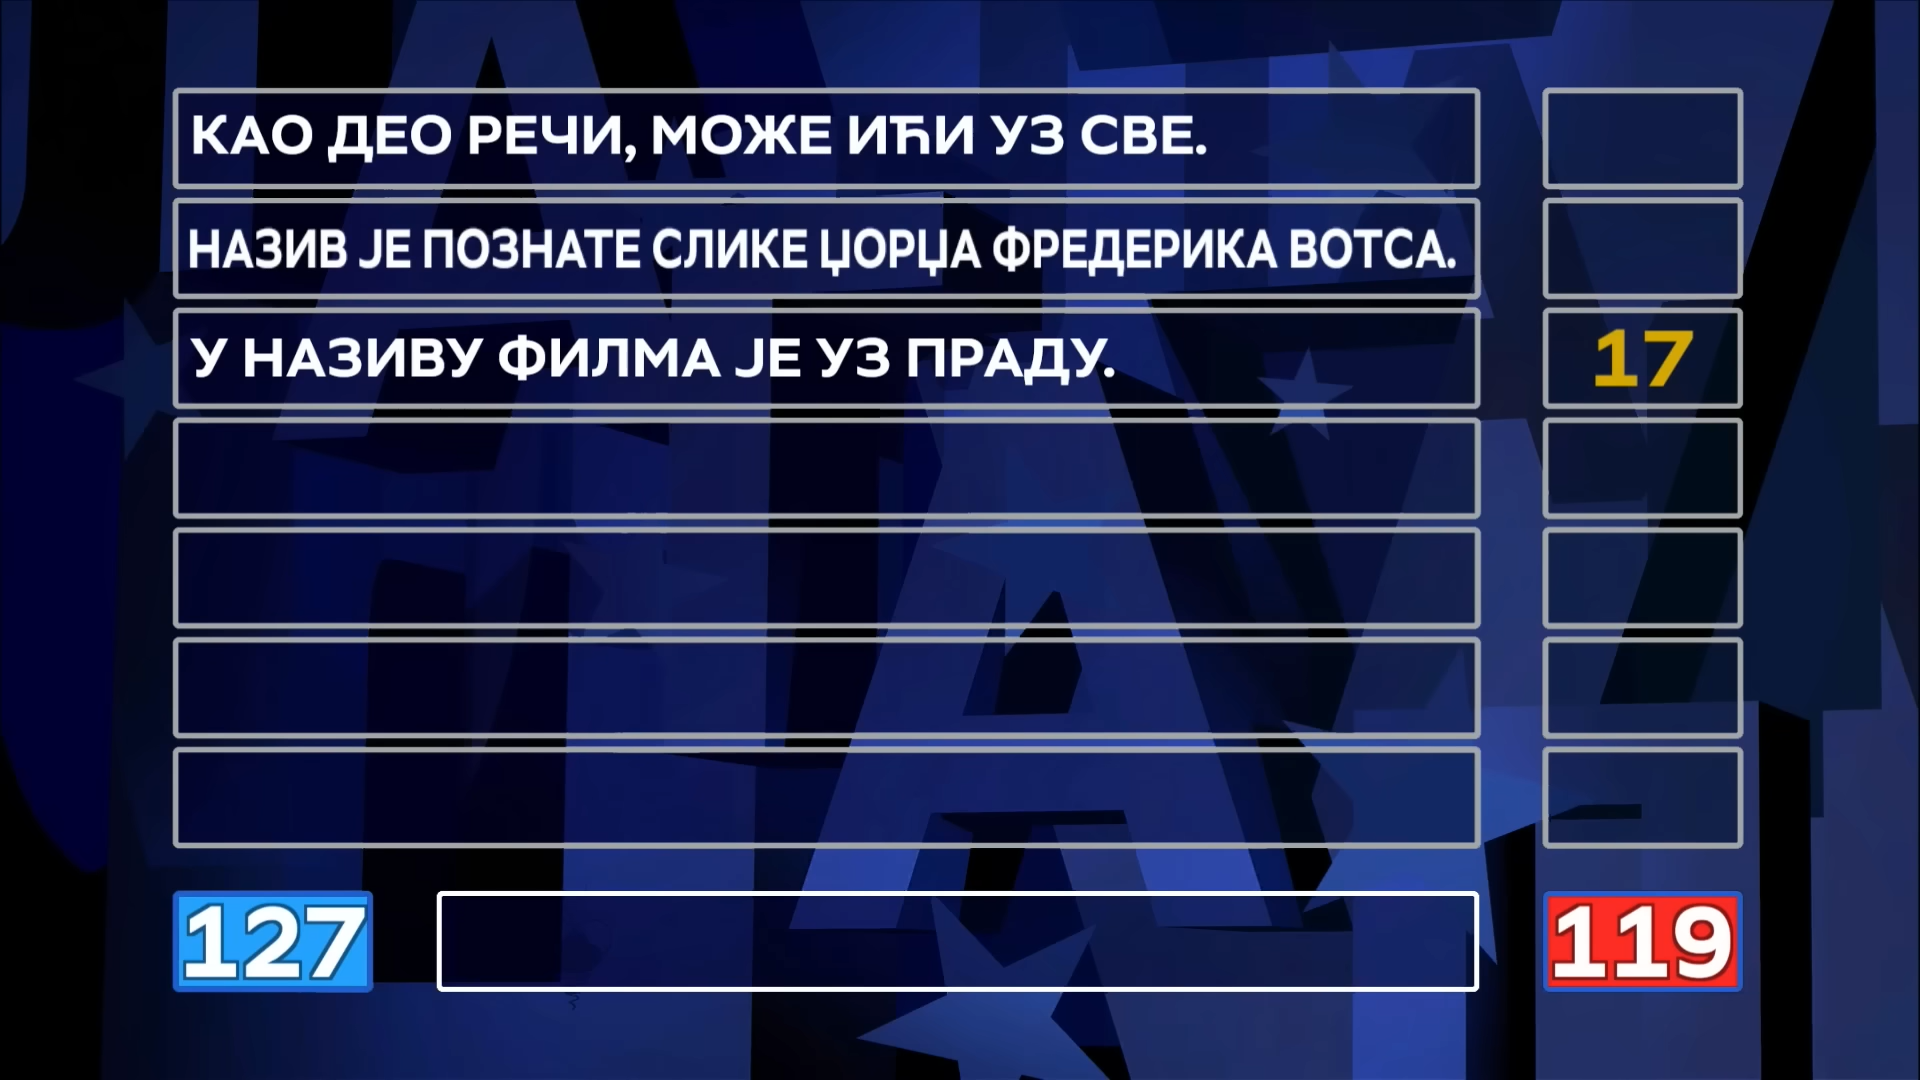 КАО ДЕО РЕЧИ, МОЖЕ ИЋИ УЗ СВЕ.
НАЗИВ ЈЕ ПОЗНАТЕ СЛИКЕ ЏОРЏА ФРЕДЕРИКА ВОТСА.
У НАЗИВУ ФИЛМА ЈЕ УЗ ПРАДУ.
17
127
119